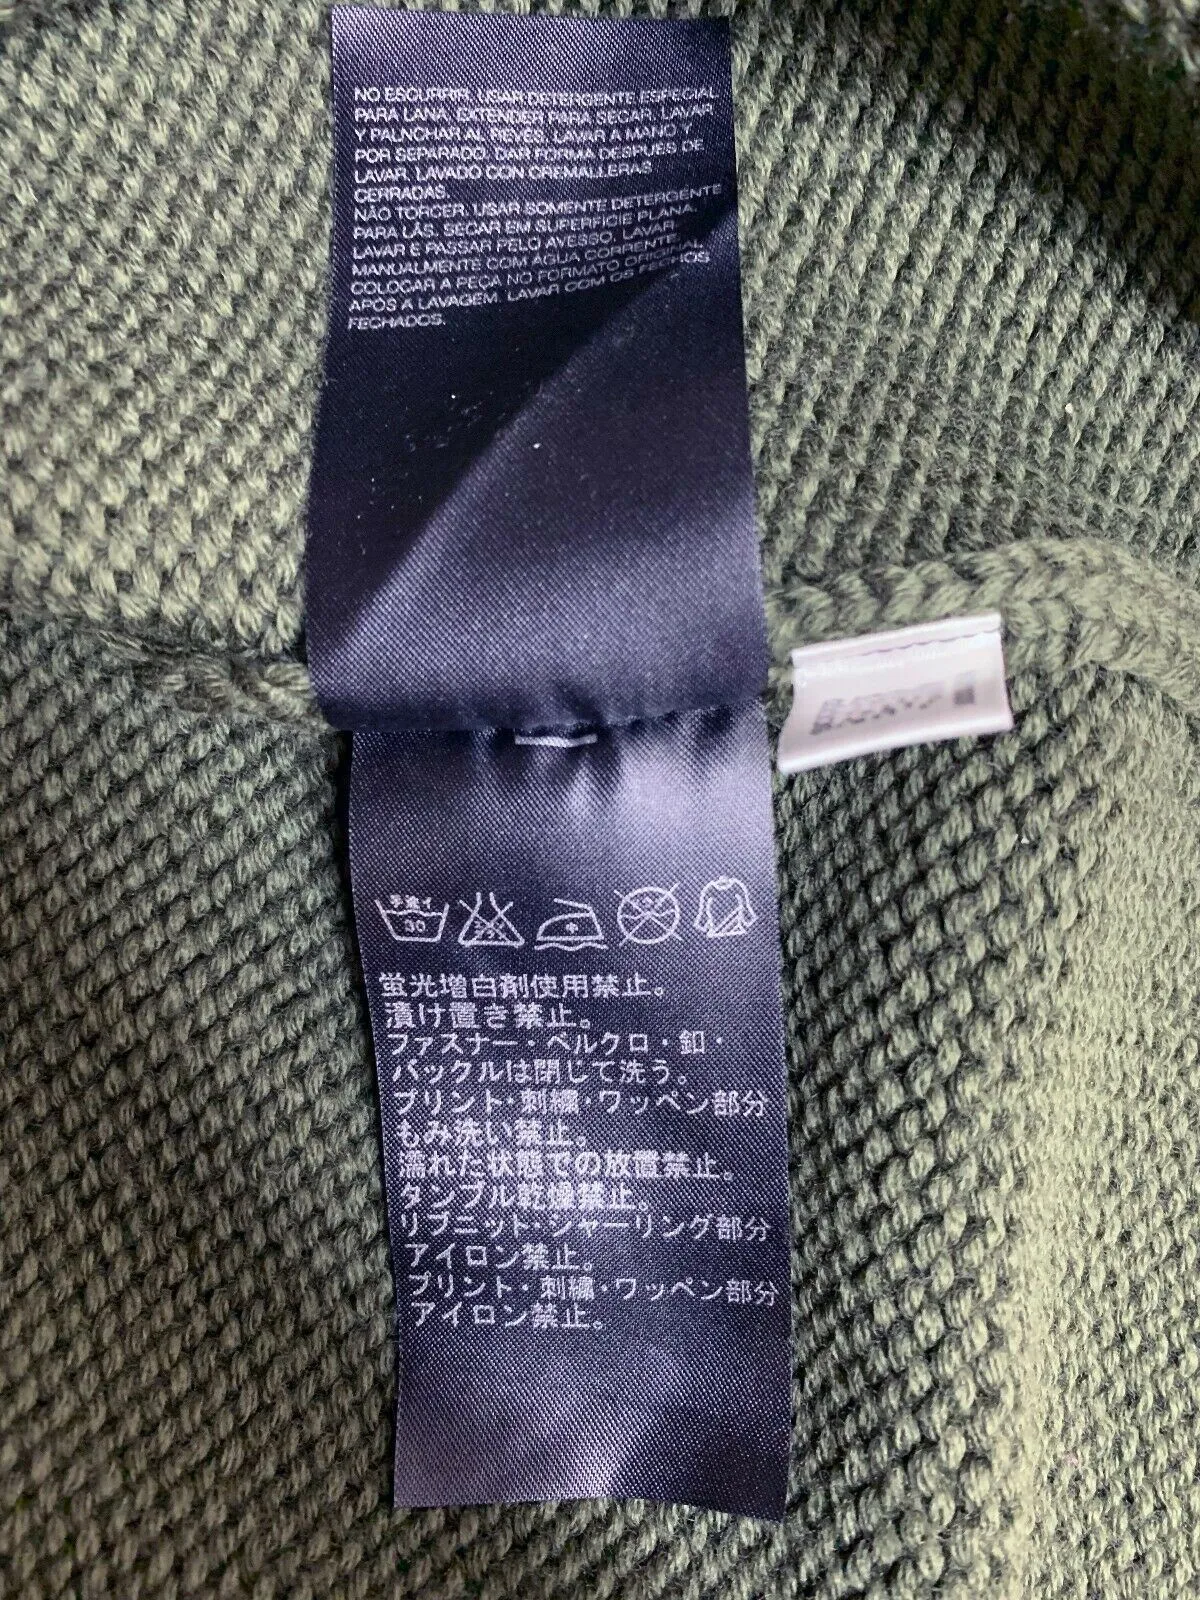 NO ESCURRIR. USAR DETERGENTE ESPECIAL
PARA LANA. EXTENDER PARA SECAR. LAVAR
Y PALNCHAR AL REVES. LAVAR A MANO Y
POR SEPARADO. DAR FORMA DESPUES DE
LAVAR. LAVADO CON CREMALLERAS
CERRADAS.
NÃO TORCER. USAR SOMENTE DETERGENTE
PARA LÃS. SECAR EM SUPERFICIE PLANA.
LAVAR E PASSAR PELO AVESSO. LAVAR
MANUALMENTE COM AGUA CORRENTE.
COLOCAR A PEÇA NO FORMATO ORIGINAL
APÓS A LAVAGEM. LAVAR COM OS FECHOS
FECHADOS.
手洗イ
30
蛍光増白剤使用禁止。
漬け置き禁止。
ファスナー・ベルクロ・釦・
バックルは閉じて洗う。
プリント・刺繍・ワッペン部分
もみ洗い禁止。
濡れた状態での放置禁止。
タンブル乾燥禁止。
リブニット・シャーリング部分
アイロン禁止。
プリント・刺繍・ワッペン部分
アイロン禁止。